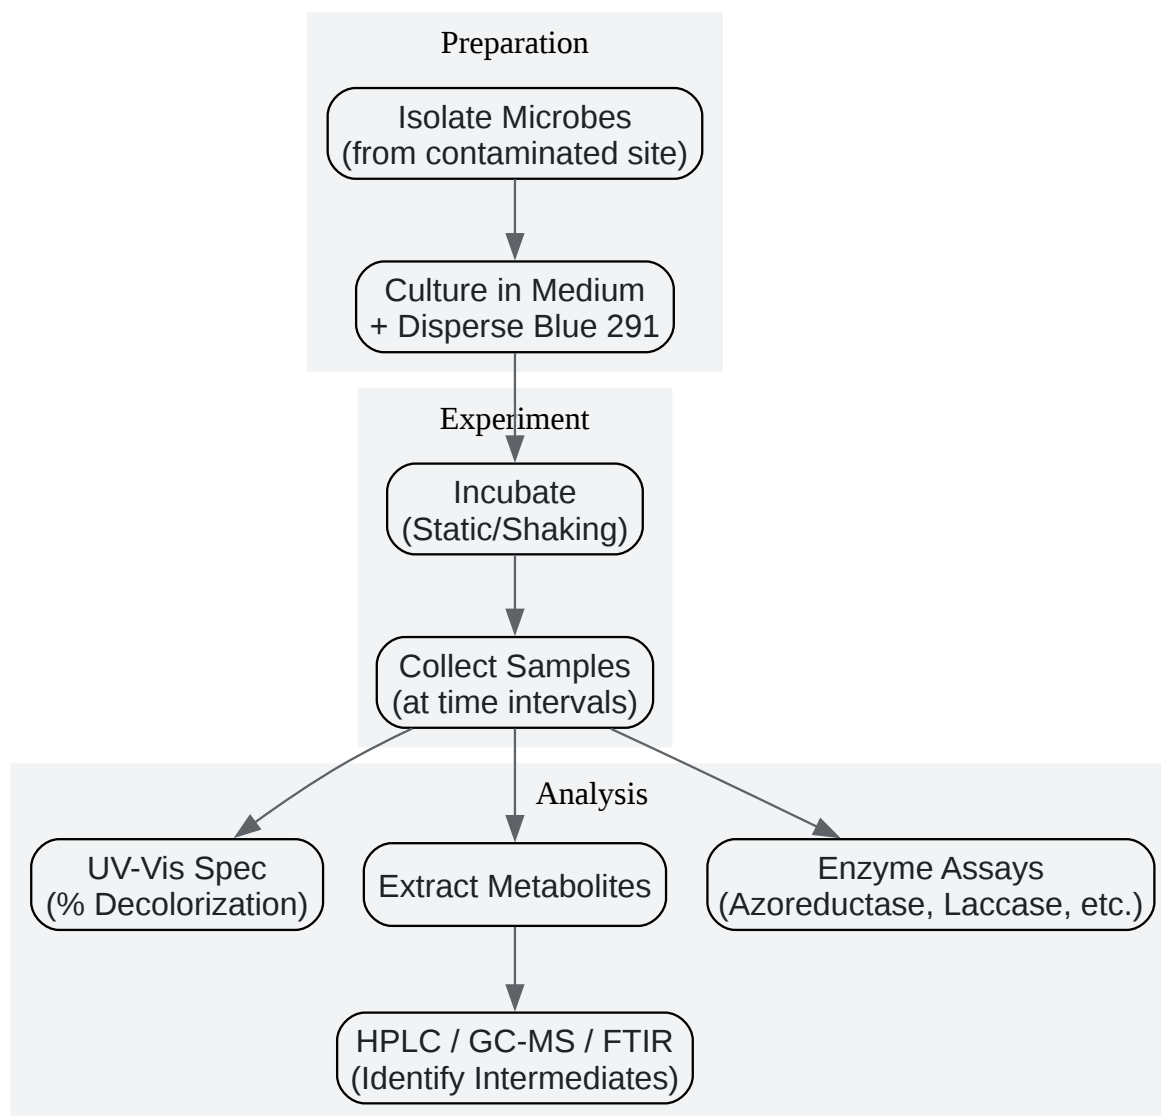 Preparation
Isolate Microbes
(from contaminated site)
Culture in Medium
+ Disperse Blue 291
Experiment
Incubate
(Static/Shaking)
Collect Samples
(at time intervals)
Analysis
UV-Vis Spec
(% Decolorization)
Extract Metabolites
Enzyme Assays
(Azoreductase, Laccase, etc.)
HPLC / GC-MS / FTIR
(Identify Intermediates)